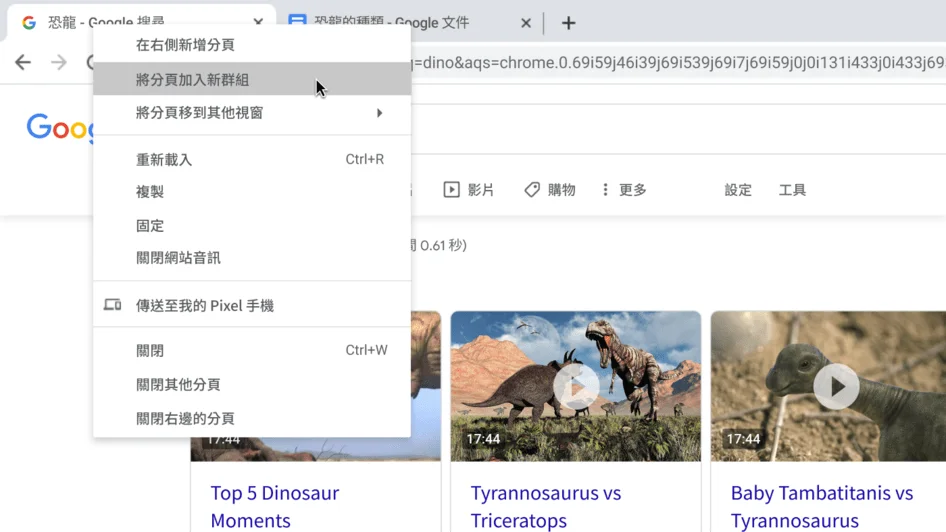 恐龍 - Google 搜尋
恐龍的種類 - Google 文件
=dino&aqs=chrome.0.69i59j46i39j69i539j69i7j69i59j0j0i131i433j0i433j69
在右側新增分頁
將分頁加入新群組
將分頁移到其他視窗
重新載入 Ctrl+R
複製
固定
關閉網站音訊
傳送至我的 Pixel 手機
關閉 Ctrl+W
關閉其他分頁
關閉右邊的分頁
Goog
影片
購物
更多
設定
工具
0.61 秒)
17:44
17:44
17:44
Top 5 Dinosaur
Moments
Tyrannosaurus vs
Triceratops
Baby Tambatitanis vs
Tyrannosaurus